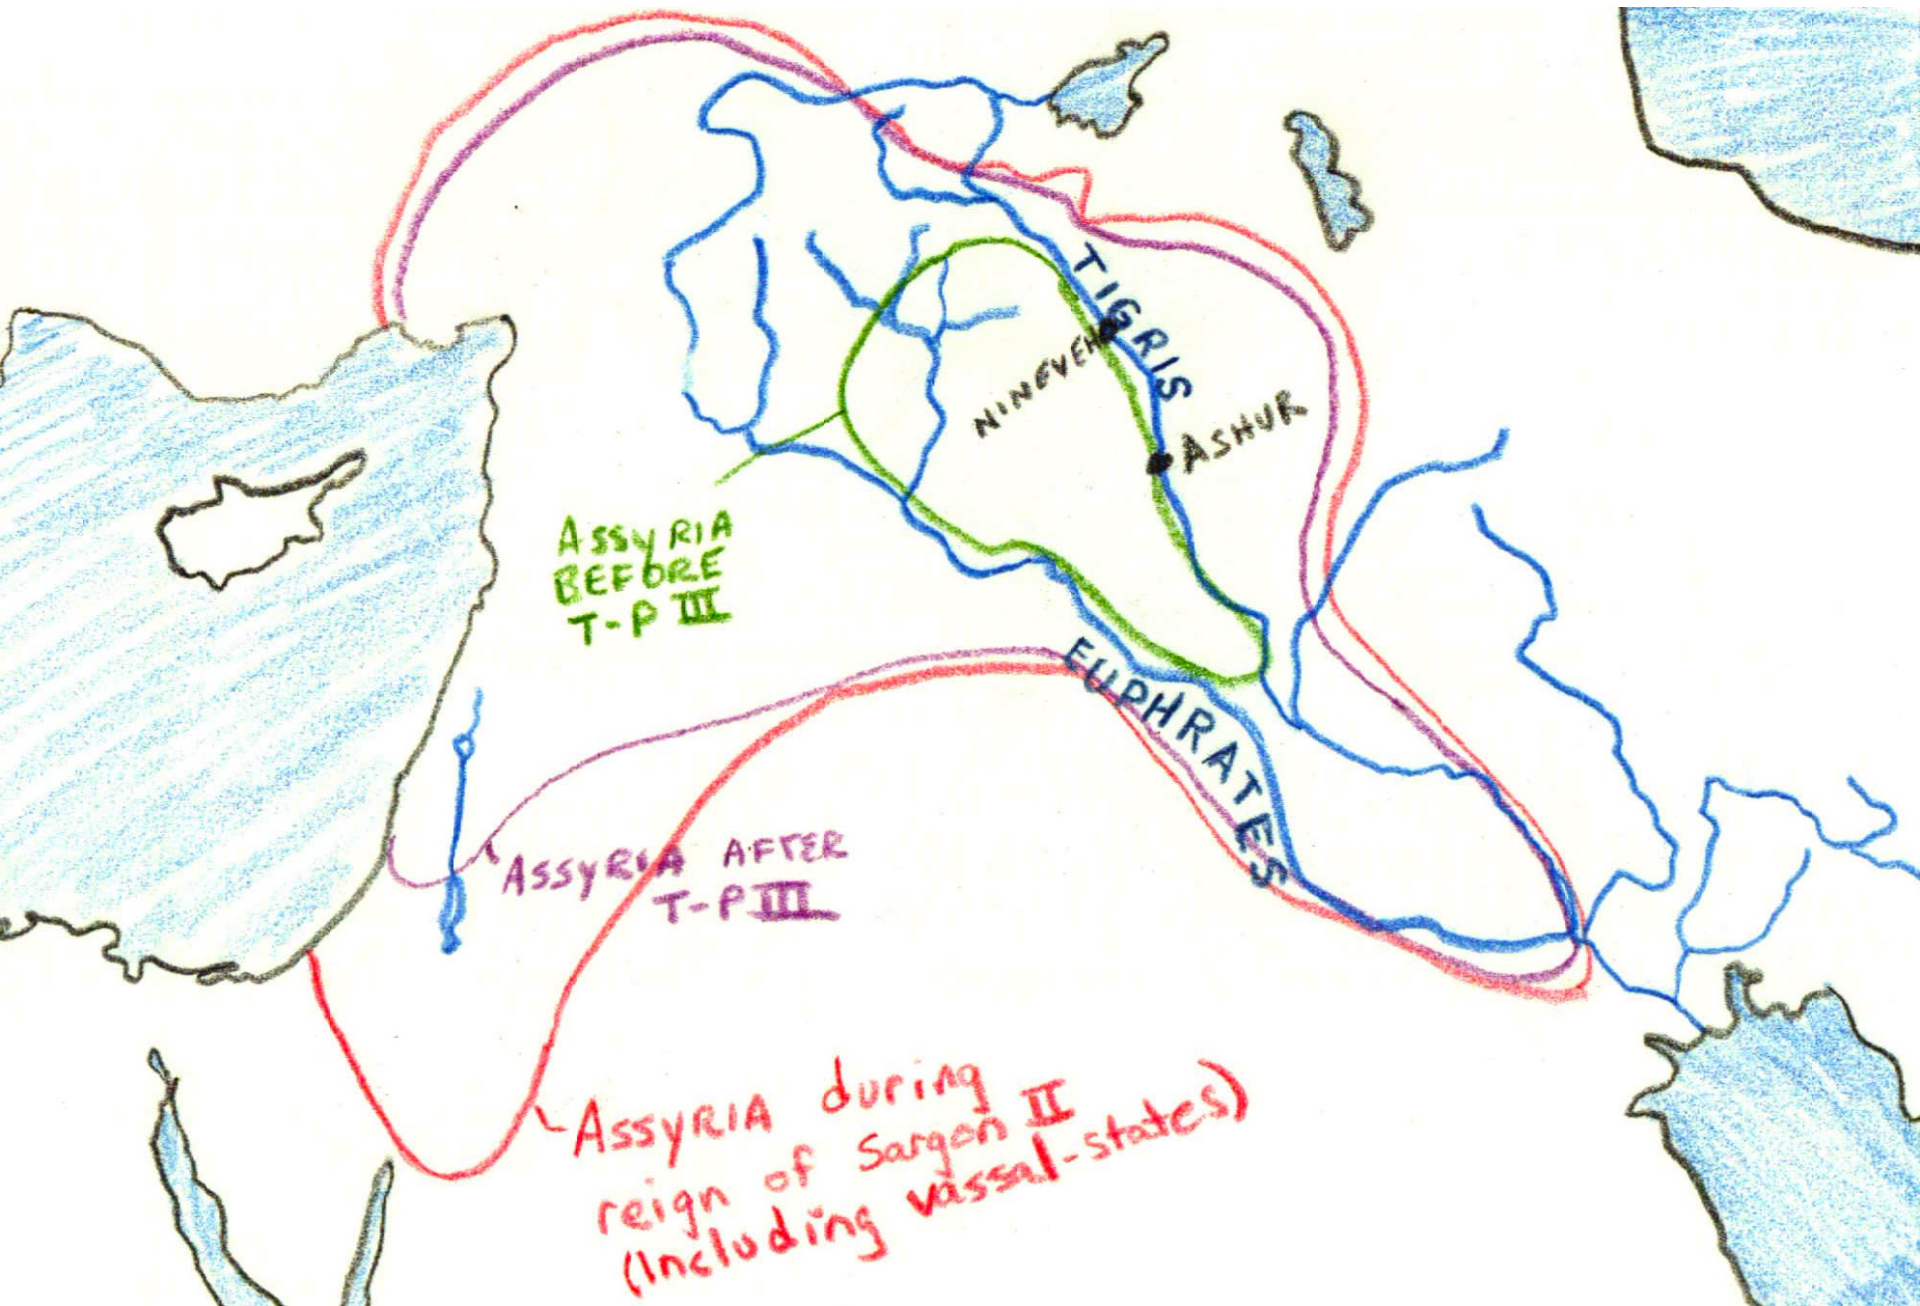 TIGRIS
NINEVEH
ASHUR
ASSYRIA
BEFORE
T-P III
EUPHRATES
ASSYRIA AFTER
T-P III
ASSYRIA during
reign of Sargon II
(Including vassal-states)